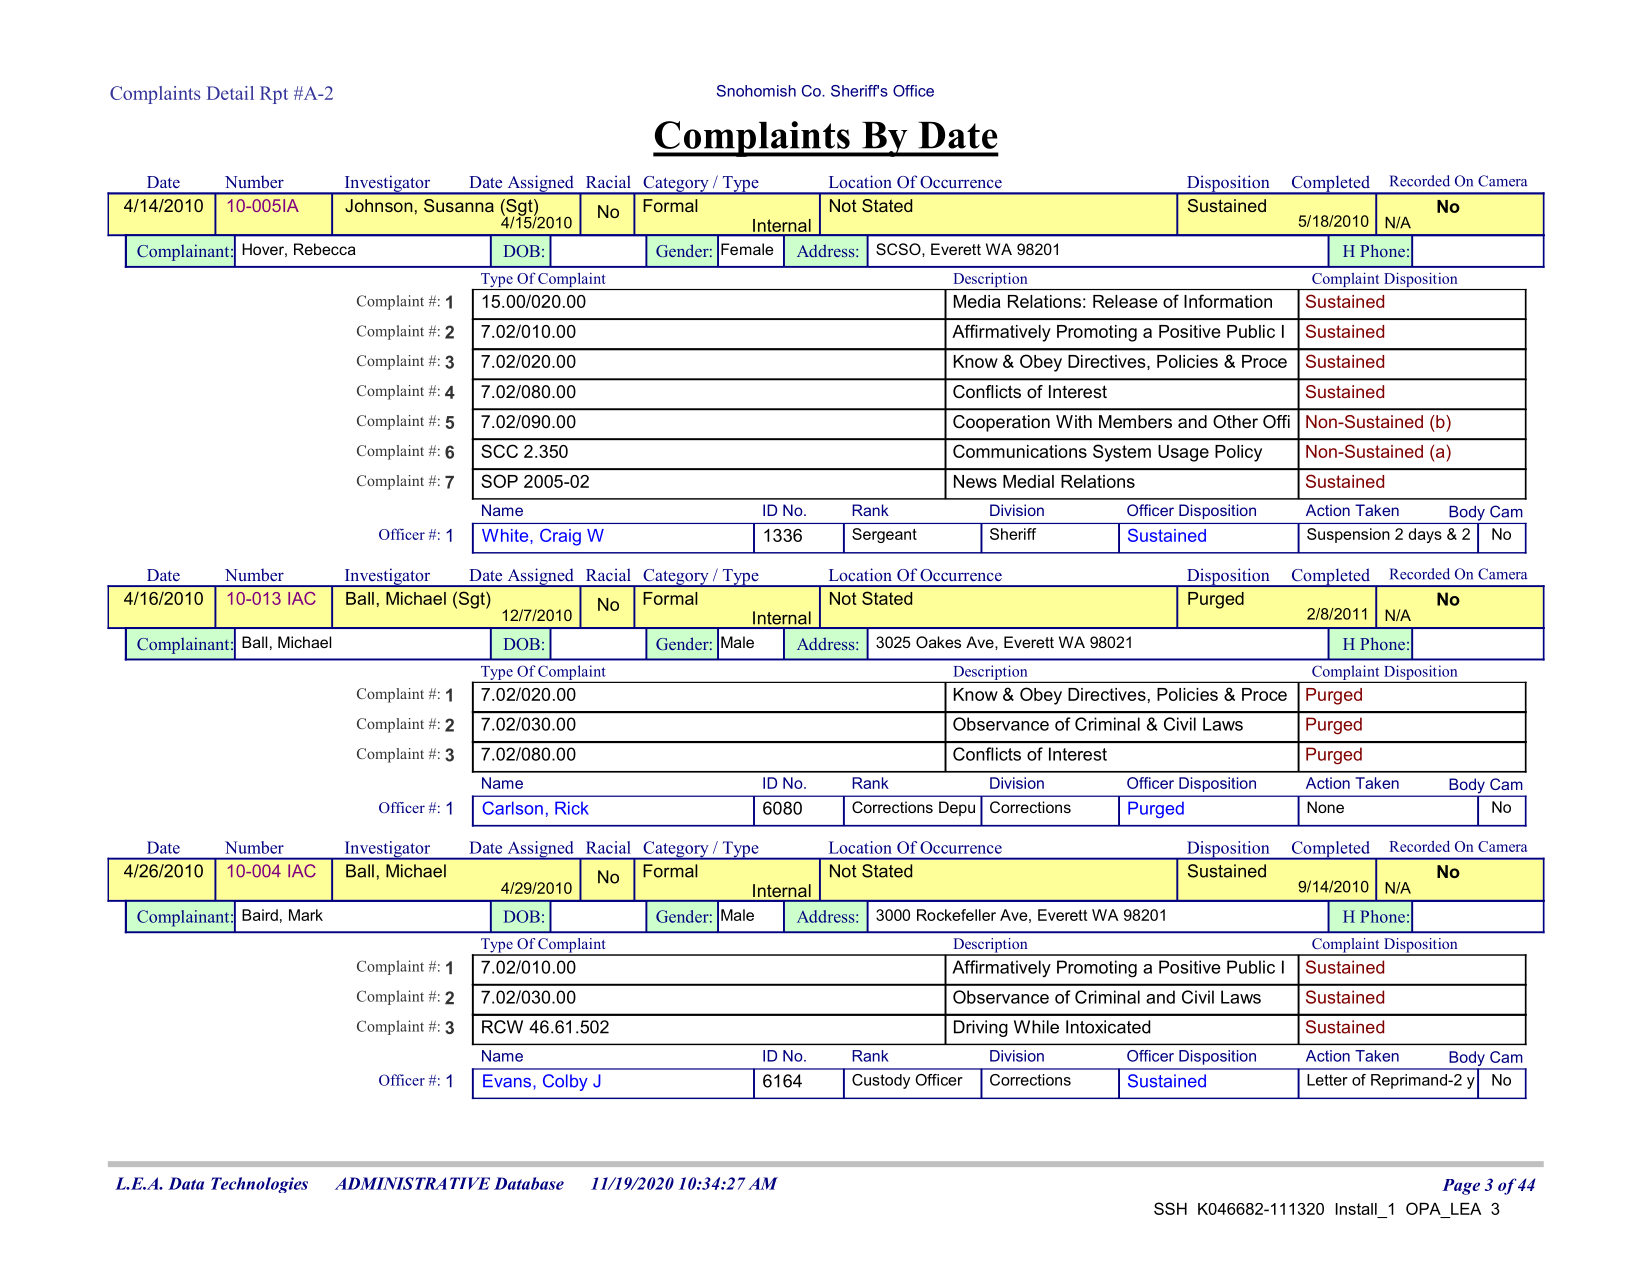 Complaints Detail Rpt #A-2
Snohomish Co. Sheriff's Office
Complaints By Date
Date Number Investigator Date Assigned Racial Category / Type Location Of Occurrence Disposition Completed Recorded On Camera
4/14/2010 10-005IA Johnson, Susanna (Sgt) 4/15/2010 No Formal Internal Not Stated Sustained 5/18/2010 No N/A
Complainant: Hover, Rebecca DOB: Gender: Female Address: SCSO, Everett WA 98201 H Phone:
Type Of Complaint Description Complaint Disposition
Complaint #: 1 15.00/020.00 Media Relations: Release of Information Sustained
Complaint #: 2 7.02/010.00 Affirmatively Promoting a Positive Public I Sustained
Complaint #: 3 7.02/020.00 Know & Obey Directives, Policies & Proce Sustained
Complaint #: 4 7.02/080.00 Conflicts of Interest Sustained
Complaint #: 5 7.02/090.00 Cooperation With Members and Other Offi Non-Sustained (b)
Complaint #: 6 SCC 2.350 Communications System Usage Policy Non-Sustained (a)
Complaint #: 7 SOP 2005-02 News Medial Relations Sustained
Name ID No. Rank Division Officer Disposition Action Taken Body Cam
Officer #: 1 White, Craig W 1336 Sergeant Sheriff Sustained Suspension 2 days & 2 No
Date Number Investigator Date Assigned Racial Category / Type Location Of Occurrence Disposition Completed Recorded On Camera
4/16/2010 10-013 IAC Ball, Michael (Sgt) 12/7/2010 No Formal Internal Not Stated Purged 2/8/2011 No N/A
Complainant: Ball, Michael DOB: Gender: Male Address: 3025 Oakes Ave, Everett WA 98021 H Phone:
Type Of Complaint Description Complaint Disposition
Complaint #: 1 7.02/020.00 Know & Obey Directives, Policies & Proce Purged
Complaint #: 2 7.02/030.00 Observance of Criminal & Civil Laws Purged
Complaint #: 3 7.02/080.00 Conflicts of Interest Purged
Name ID No. Rank Division Officer Disposition Action Taken Body Cam
Officer #: 1 Carlson, Rick 6080 Corrections Depu Corrections Purged None No
Date Number Investigator Date Assigned Racial Category / Type Location Of Occurrence Disposition Completed Recorded On Camera
4/26/2010 10-004 IAC Ball, Michael 4/29/2010 No Formal Internal Not Stated Sustained 9/14/2010 No N/A
Complainant: Baird, Mark DOB: Gender: Male Address: 3000 Rockefeller Ave, Everett WA 98201 H Phone:
Type Of Complaint Description Complaint Disposition
Complaint #: 1 7.02/010.00 Affirmatively Promoting a Positive Public I Sustained
Complaint #: 2 7.02/030.00 Observance of Criminal and Civil Laws Sustained
Complaint #: 3 RCW 46.61.502 Driving While Intoxicated Sustained
Name ID No. Rank Division Officer Disposition Action Taken Body Cam
Officer #: 1 Evans, Colby J 6164 Custody Officer Corrections Sustained Letter of Reprimand-2 y No
L.E.A. Data Technologies ADMINISTRATIVE Database 11/19/2020 10:34:27 AM Page 3 of 44
SSH K046682-111320 Install_1 OPA_LEA 3